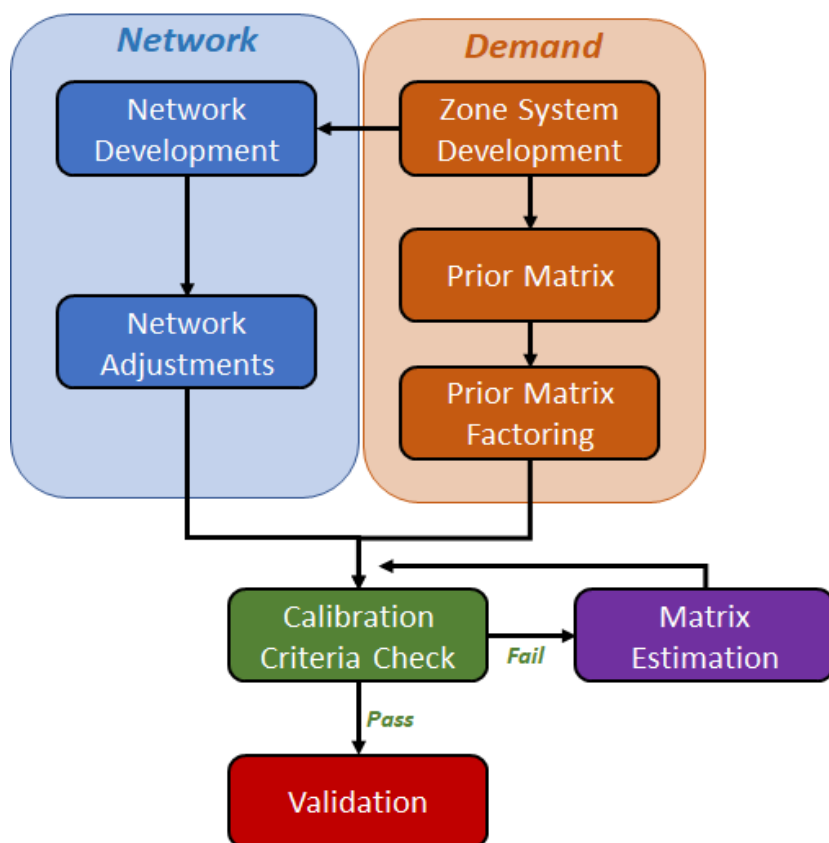 Network
Demand
Network
Development
Zone System
Development
Prior Matrix
Network
Adjustments
Prior Matrix
Factoring
Calibration
Criteria Check
Fail
Matrix
Estimation
Pass
Validation